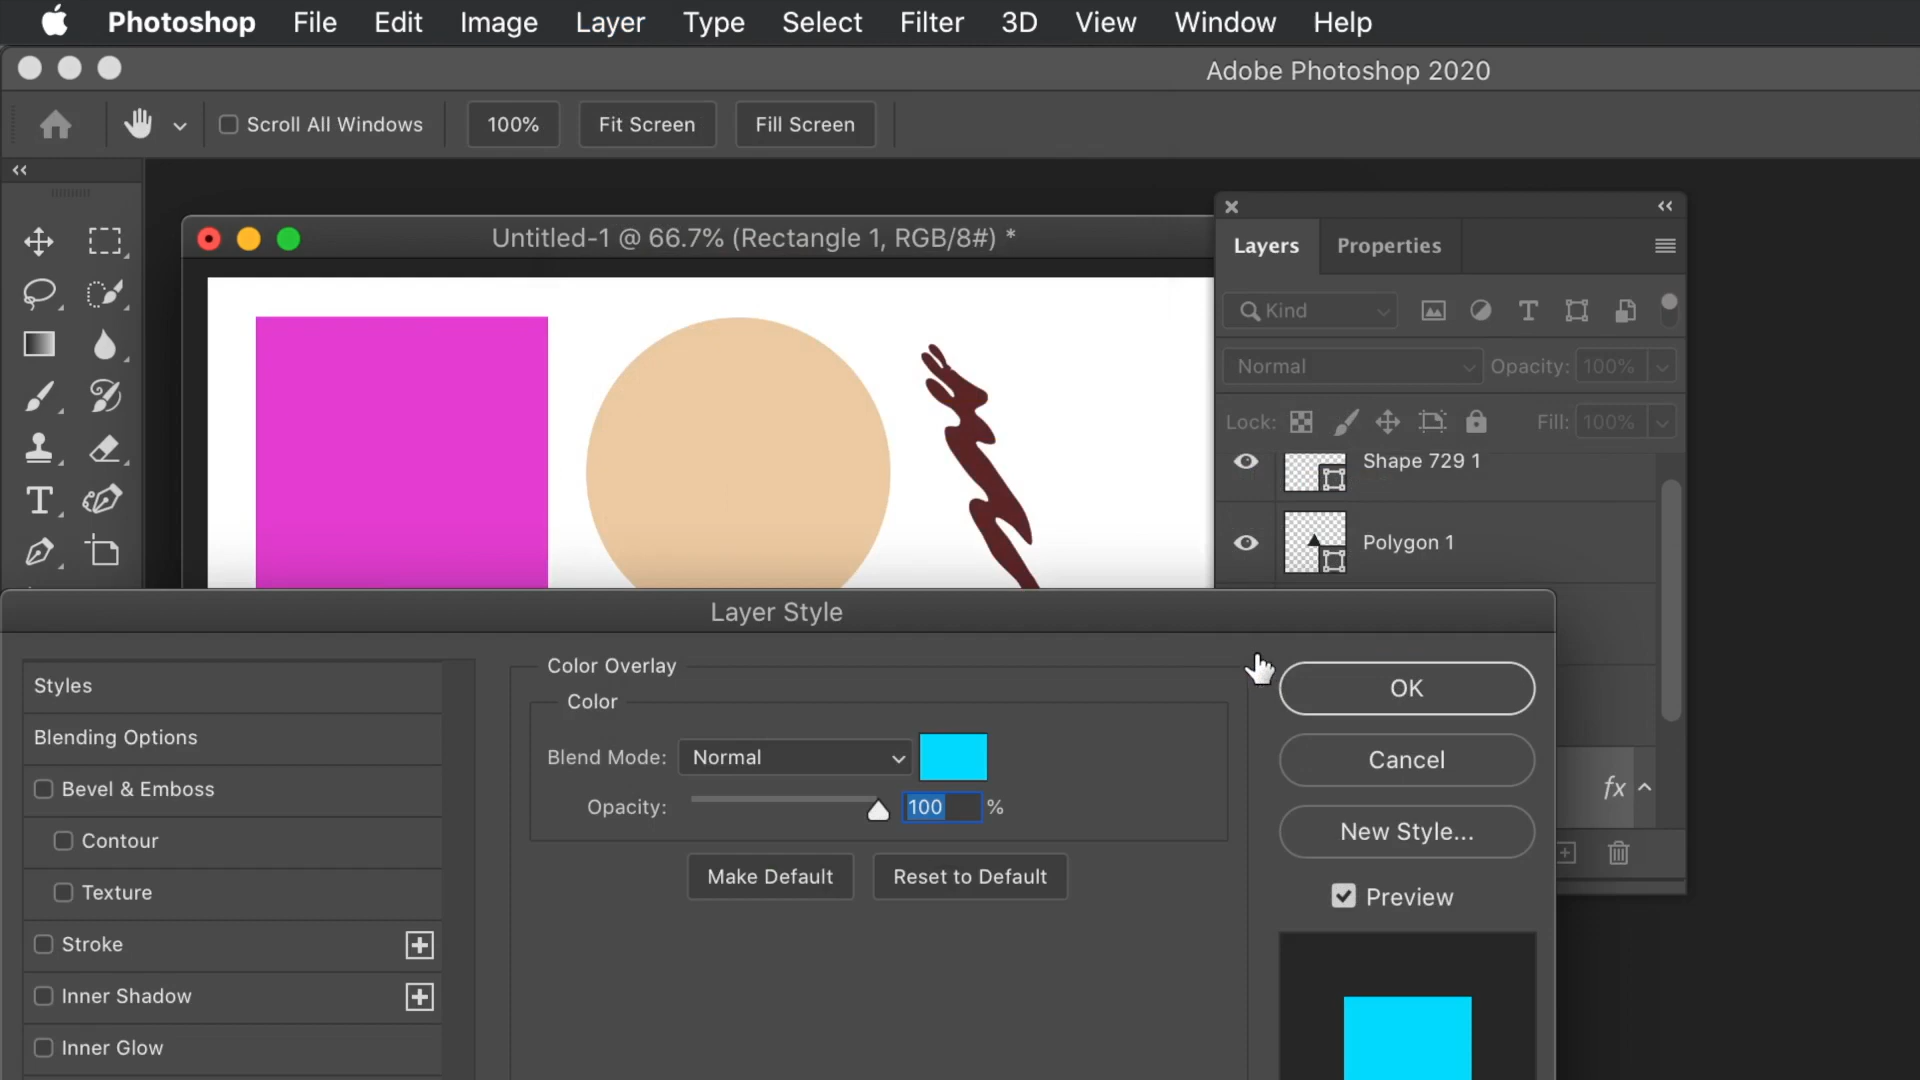 Photoshop File Edit Image Layer Type Select Filter 3D View Window Help
Adobe Photoshop 2020
Scroll All Windows 100% Fit Screen Fill Screen
Untitled-1 @ 66.7% (Rectangle 1, RGB/8#) *
Layers Properties
Kind
Normal Opacity: 100%
Lock: Fill: 100%
Shape 729 1
Polygon 1
Layer Style
Styles
Blending Options
Bevel & Emboss
Contour
Texture
Stroke
Inner Shadow
Inner Glow
Color Overlay
Color
Blend Mode: Normal
Opacity: 100 %
Make Default Reset to Default
OK
Cancel
New Style...
Preview
fx